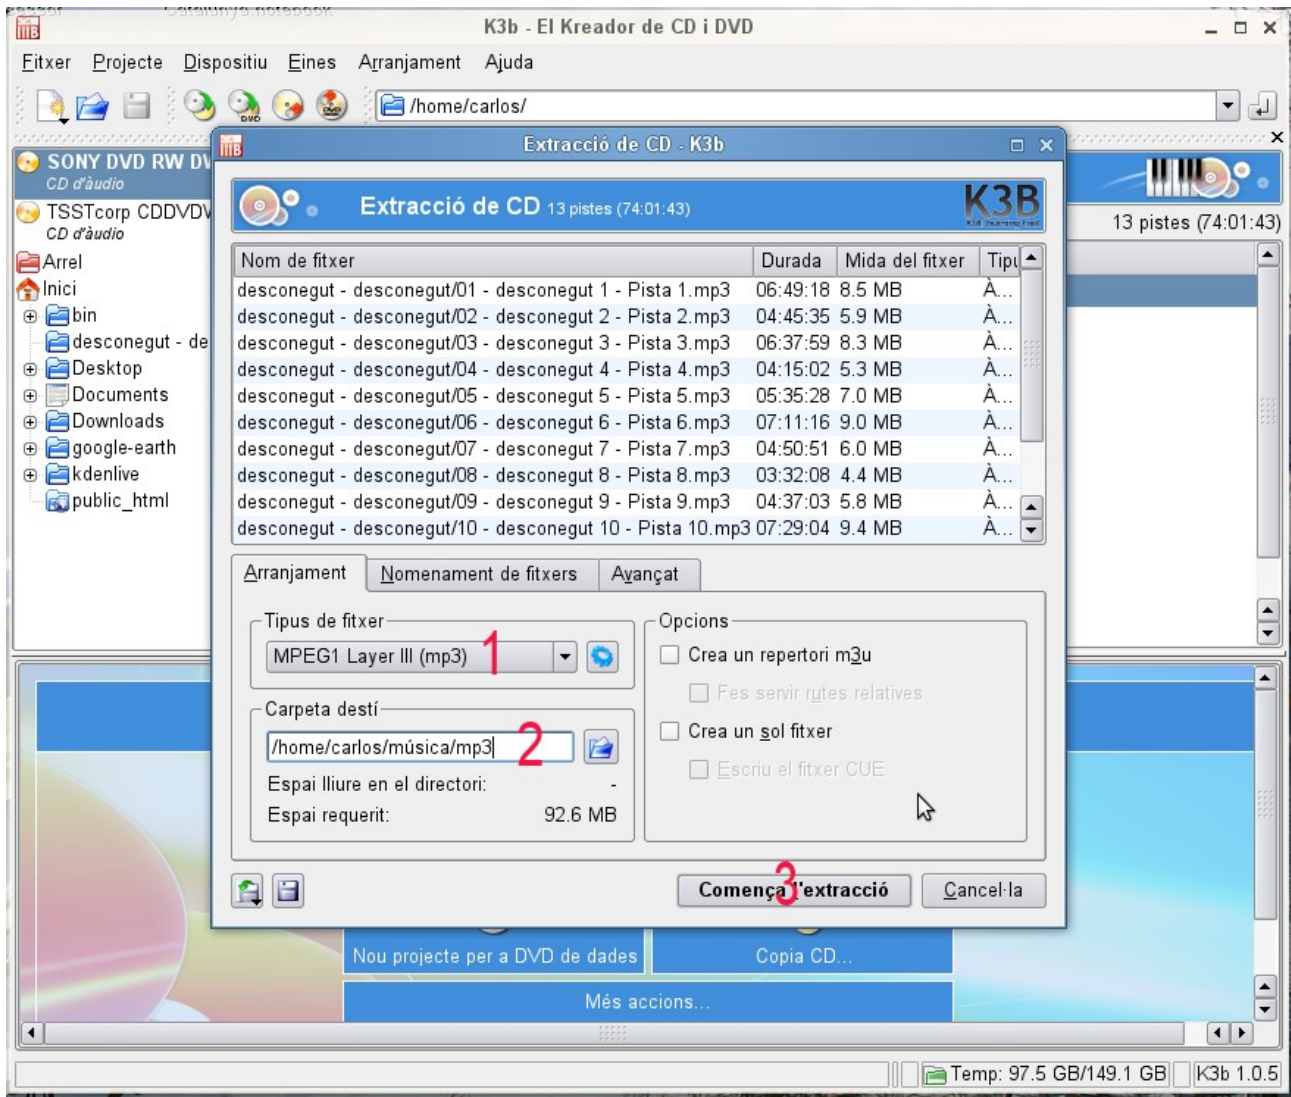 K3b - El Kreador de CD i DVD
Fitxer Projecte Dispositiu Eines Arranjament Ajuda
/home/carlos/
SONY DVD RW
CD d'àudio
TSSTcorp
CD d'àudio
Arrel
Inici
bin
desconegut - de
Desktop
Documents
Downloads
google-earth
kdenlive
public_html
13 pistes (74:01:43)
Extracció de CD - K3b
Extracció de CD 13 pistes (74:01:43)
K3B
Nom de fitxer Durada Mida del fitxer
desconegut - desconegut/01 - desconegut 1 - Pista 1.mp3 06:49:18 8.5 MB À...
desconegut - desconegut/02 - desconegut 2 - Pista 2.mp3 04:45:35 5.9 MB À...
desconegut - desconegut/03 - desconegut 3 - Pista 3.mp3 06:37:59 8.3 MB À...
desconegut - desconegut/04 - desconegut 4 - Pista 4.mp3 04:15:02 5.3 MB À...
desconegut - desconegut/05 - desconegut 5 - Pista 5.mp3 05:35:28 7.0 MB À...
desconegut - desconegut/06 - desconegut 6 - Pista 6.mp3 07:11:16 9.0 MB À...
desconegut - desconegut/07 - desconegut 7 - Pista 7.mp3 04:50:51 6.0 MB À...
desconegut - desconegut/08 - desconegut 8 - Pista 8.mp3 03:32:08 4.4 MB À...
desconegut - desconegut/09 - desconegut 9 - Pista 9.mp3 04:37:03 5.8 MB À...
desconegut - desconegut/10 - desconegut 10 - Pista 10.mp3 07:29:04 9.4 MB À...
Arranjament Nomenament de fitxers Avançat
Tipus de fitxer
MPEG1 Layer III (mp3) 1
Carpeta destí
/home/carlos/música/mp3 2
Espai lliure en el directori: -
Espai requerit: 92.6 MB
Opcions
Crea un repertori m3u
Fes servir rutes relatives
Crea un sol fitxer
Escriu el fitxer CUE
3
Comença l'extracció Cancel·la
Nou projecte per a DVD de dades Copia CD...
Més accions...
Temp: 97.5 GB/149.1 GB K3b 1.0.5